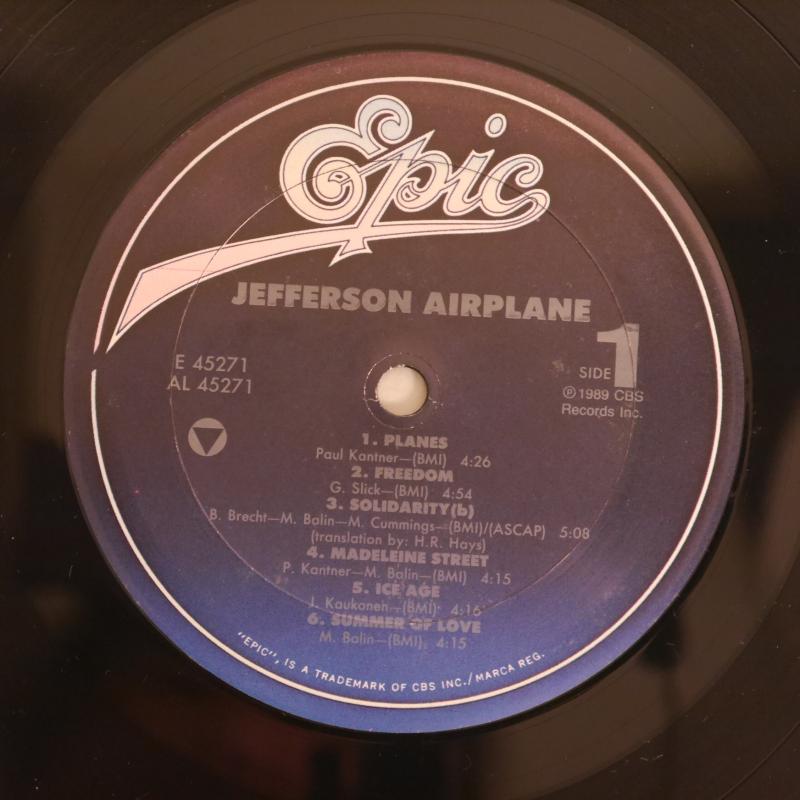 Epic
JEFFERSON AIRPLANE
E 45271
AL 45271
SIDE 1
Ⓟ 1989 CBS
Records Inc.
1. PLANES
Paul Kantner—(BMI) 4:26
2. FREEDOM
G. Slick—(BMI) 4:54
3. SOLIDARITY(b)
B. Brecht—M. Balin—M. Cummings—(BMI)/(ASCAP) 5:08
(translation by: H.R. Hays)
4. MADELEINE STREET
P. Kantner—M. Balin—(BMI) 4:15
5. ICE AGE
J. Kaukonen—(BMI) 4:16
6. SUMMER OF LOVE
M. Balin—(BMI) 4:15
"EPIC", IS A TRADEMARK OF CBS INC./MARCA REG.